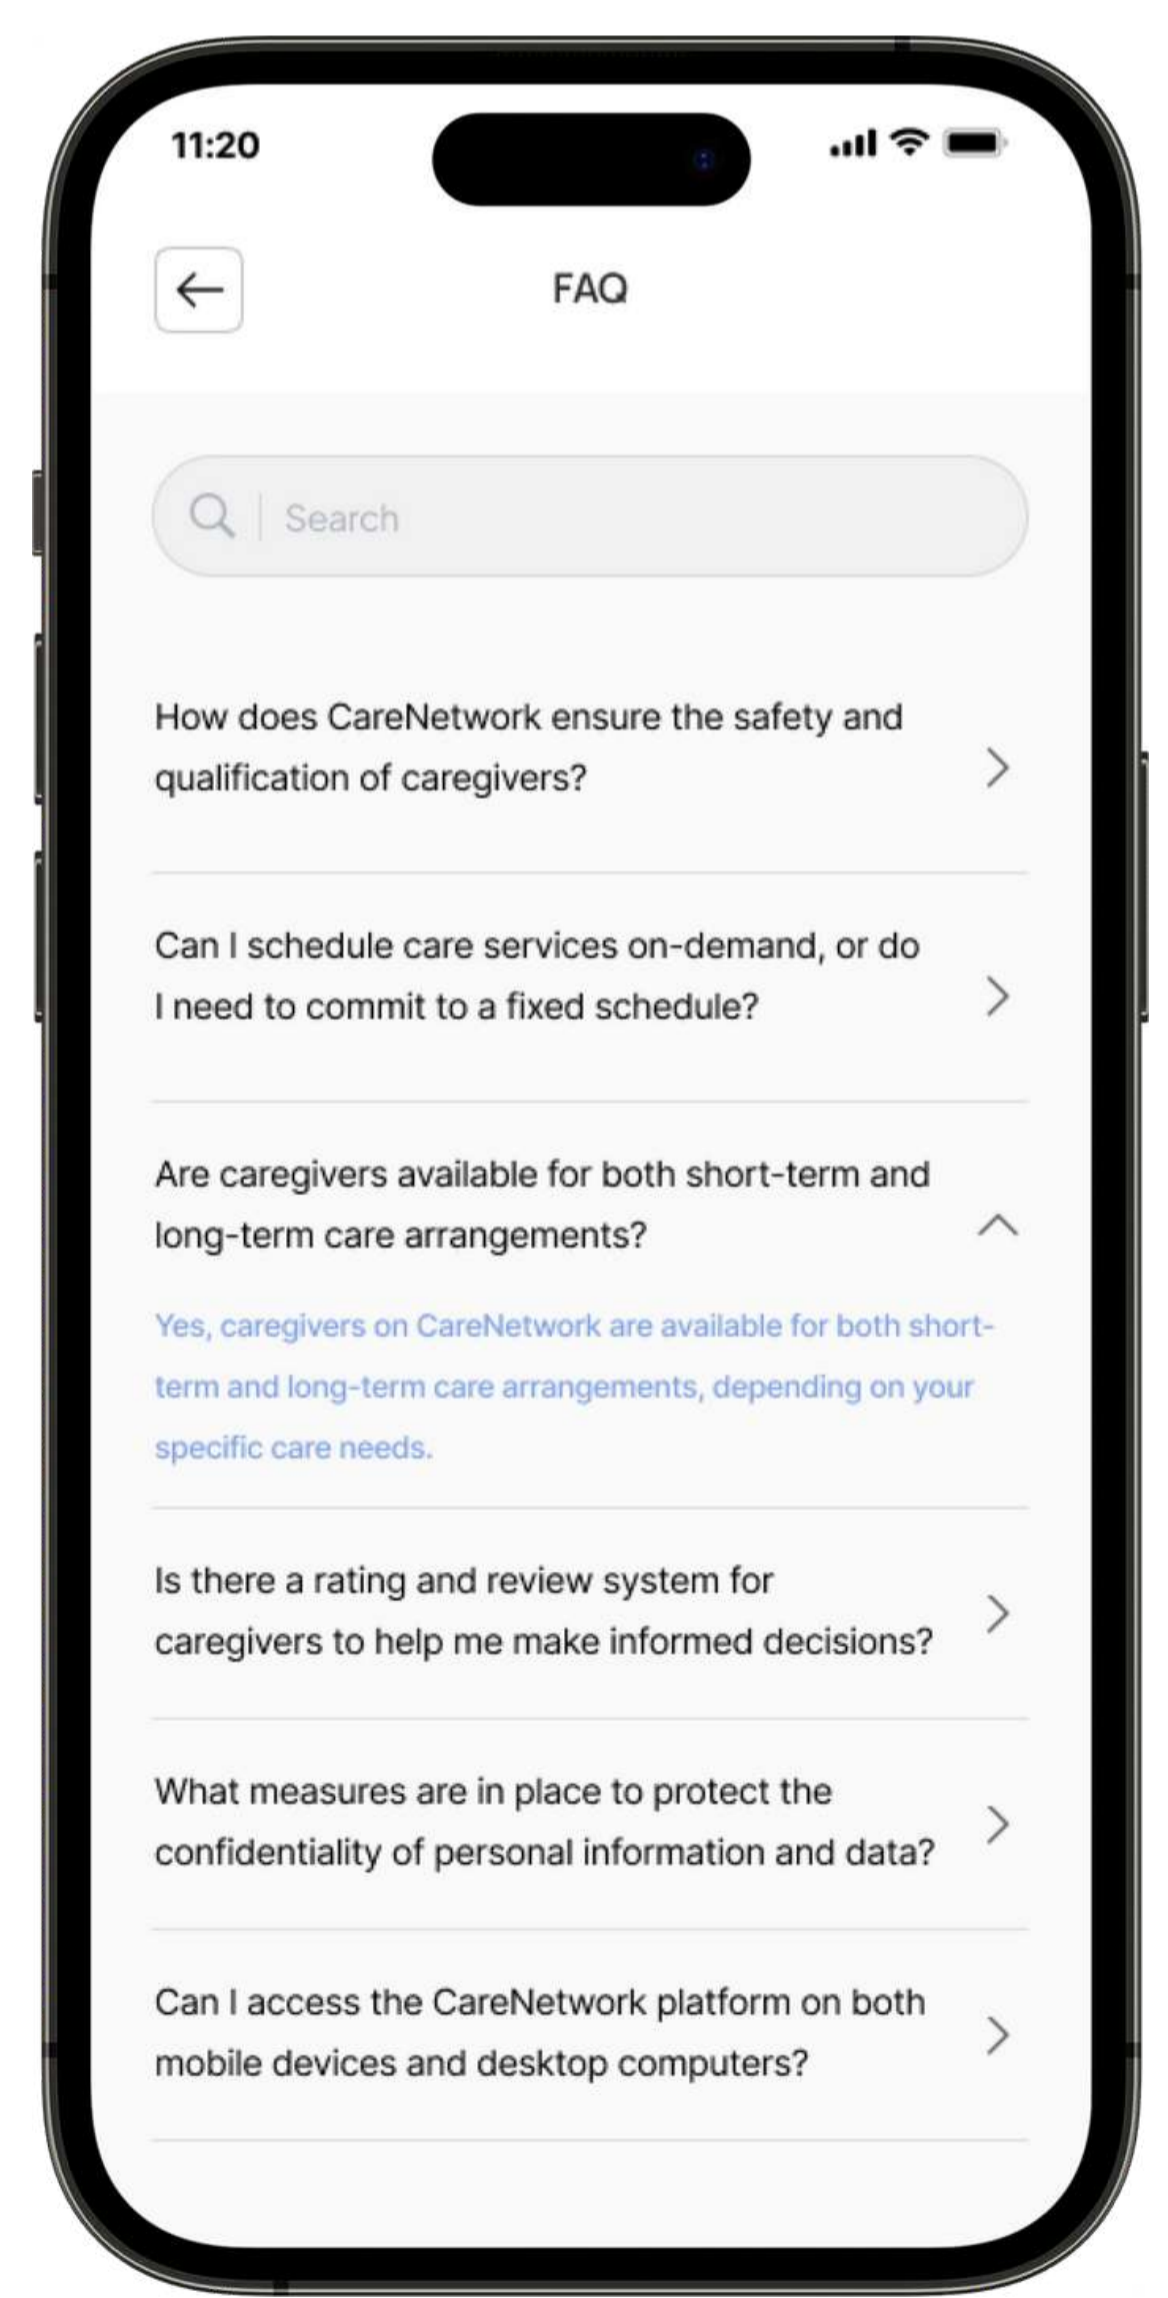 11:20
FAQ
Search
How does CareNetwork ensure the safety and
qualification of caregivers?
Can I schedule care services on-demand, or do
I need to commit to a fixed schedule?
Are caregivers available for both short-term and
long-term care arrangements?
Yes, caregivers on CareNetwork are available for both short-
term and long-term care arrangements, depending on your
specific care needs.
Is there a rating and review system for
caregivers to help me make informed decisions?
What measures are in place to protect the
confidentiality of personal information and data?
Can I access the CareNetwork platform on both
mobile devices and desktop computers?